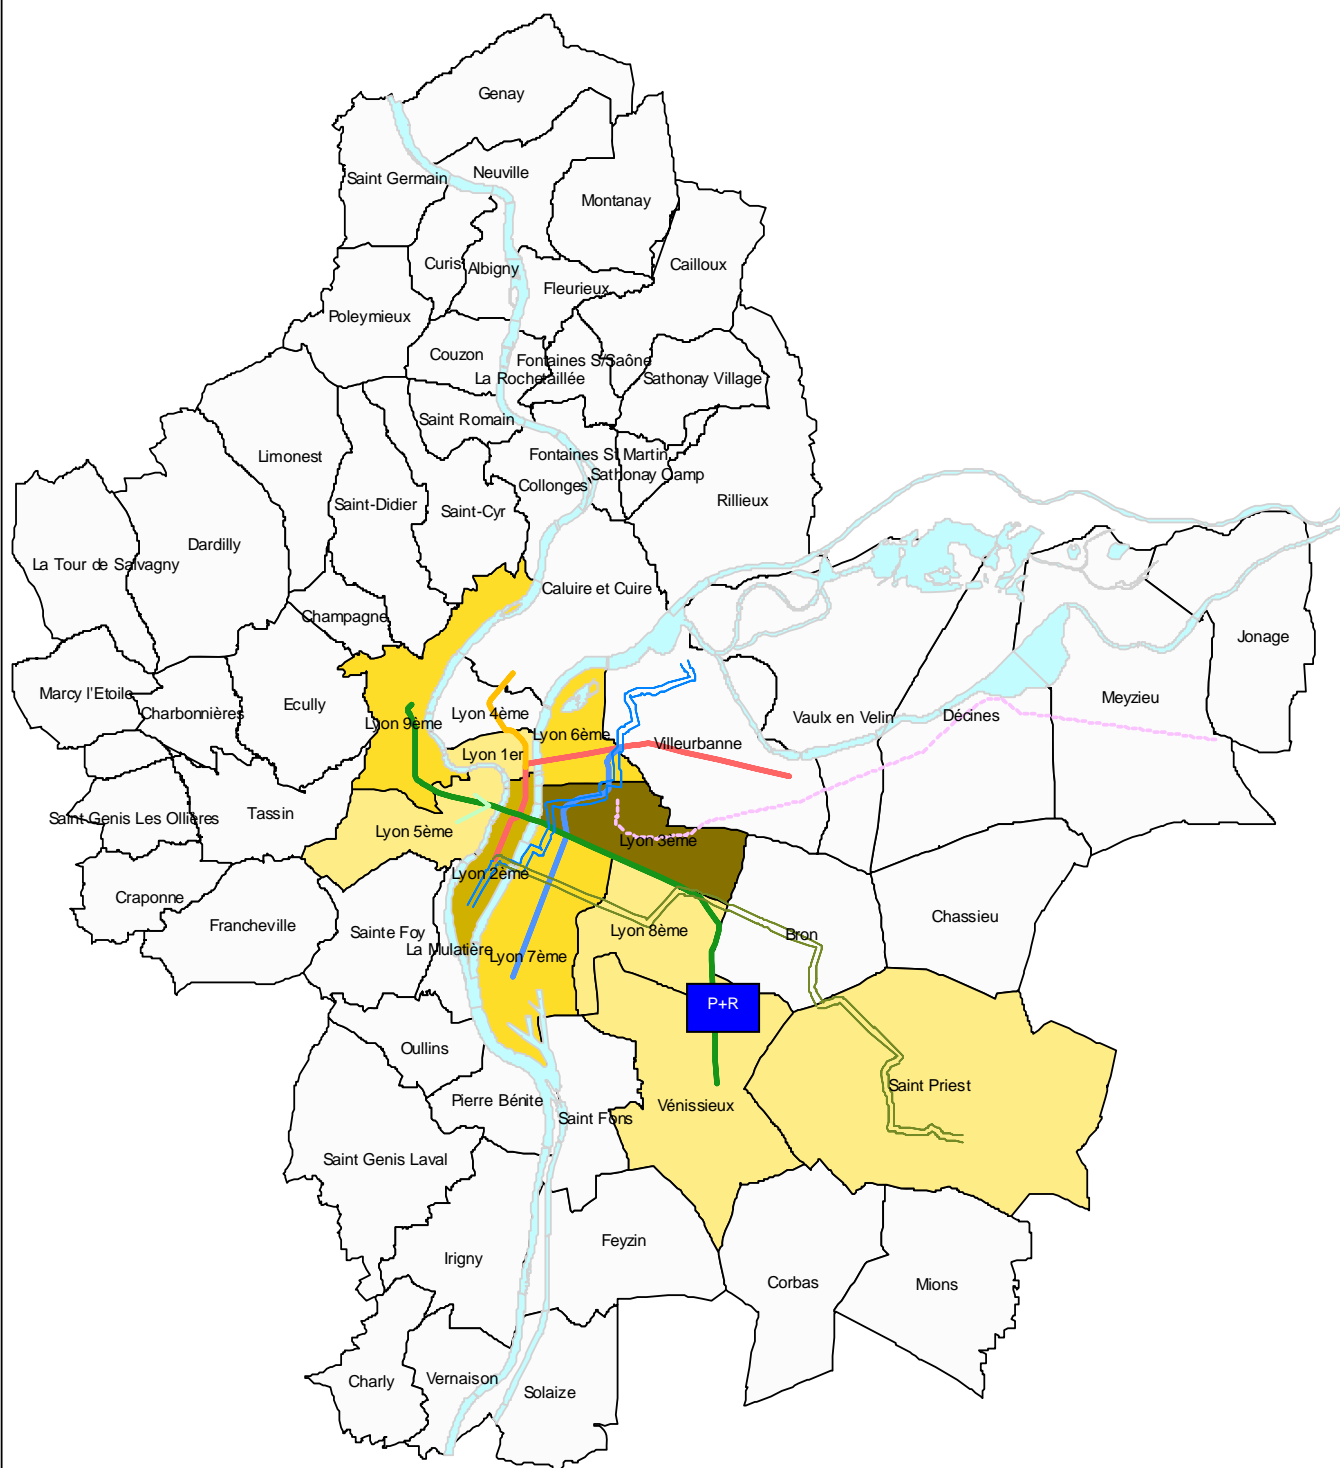 Genay
Neuville
Saint Germain
Montanay
Curis
Albigny
Cailloux
Fleurieux
Poleymieux
Couzon
Fontaines S/Saône
La Rochetaillée
Sathonay Village
Saint Romain
Limonest
Fontaines St Martin
Sathonay Camp
Collonges
Rillieux
Saint-Didier
Saint-Cyr
Dardilly
La Tour de Salvagny
Caluire et Cuire
Champagne
Jonage
Marcy l'Etoile
Charbonnières
Ecully
Meyzieu
Lyon 4ème
Lyon 9ème
Vaulx en Velin
Décines
Lyon 6ème
Villeurbanne
Lyon 1er
Saint Genis Les Ollières
Tassin
Lyon 5ème
Lyon 3ème
Lyon 2ème
Craponne
Francheville
Sainte Foy
Chassieu
Lyon 8ème
Bron
La Mulatière
Lyon 7ème
P+R
Oullins
Saint Priest
Pierre Bénite
Vénissieux
Saint Fons
Saint Genis Laval
Feyzin
Irigny
Corbas
Mions
Charly
Vernaison
Solaize